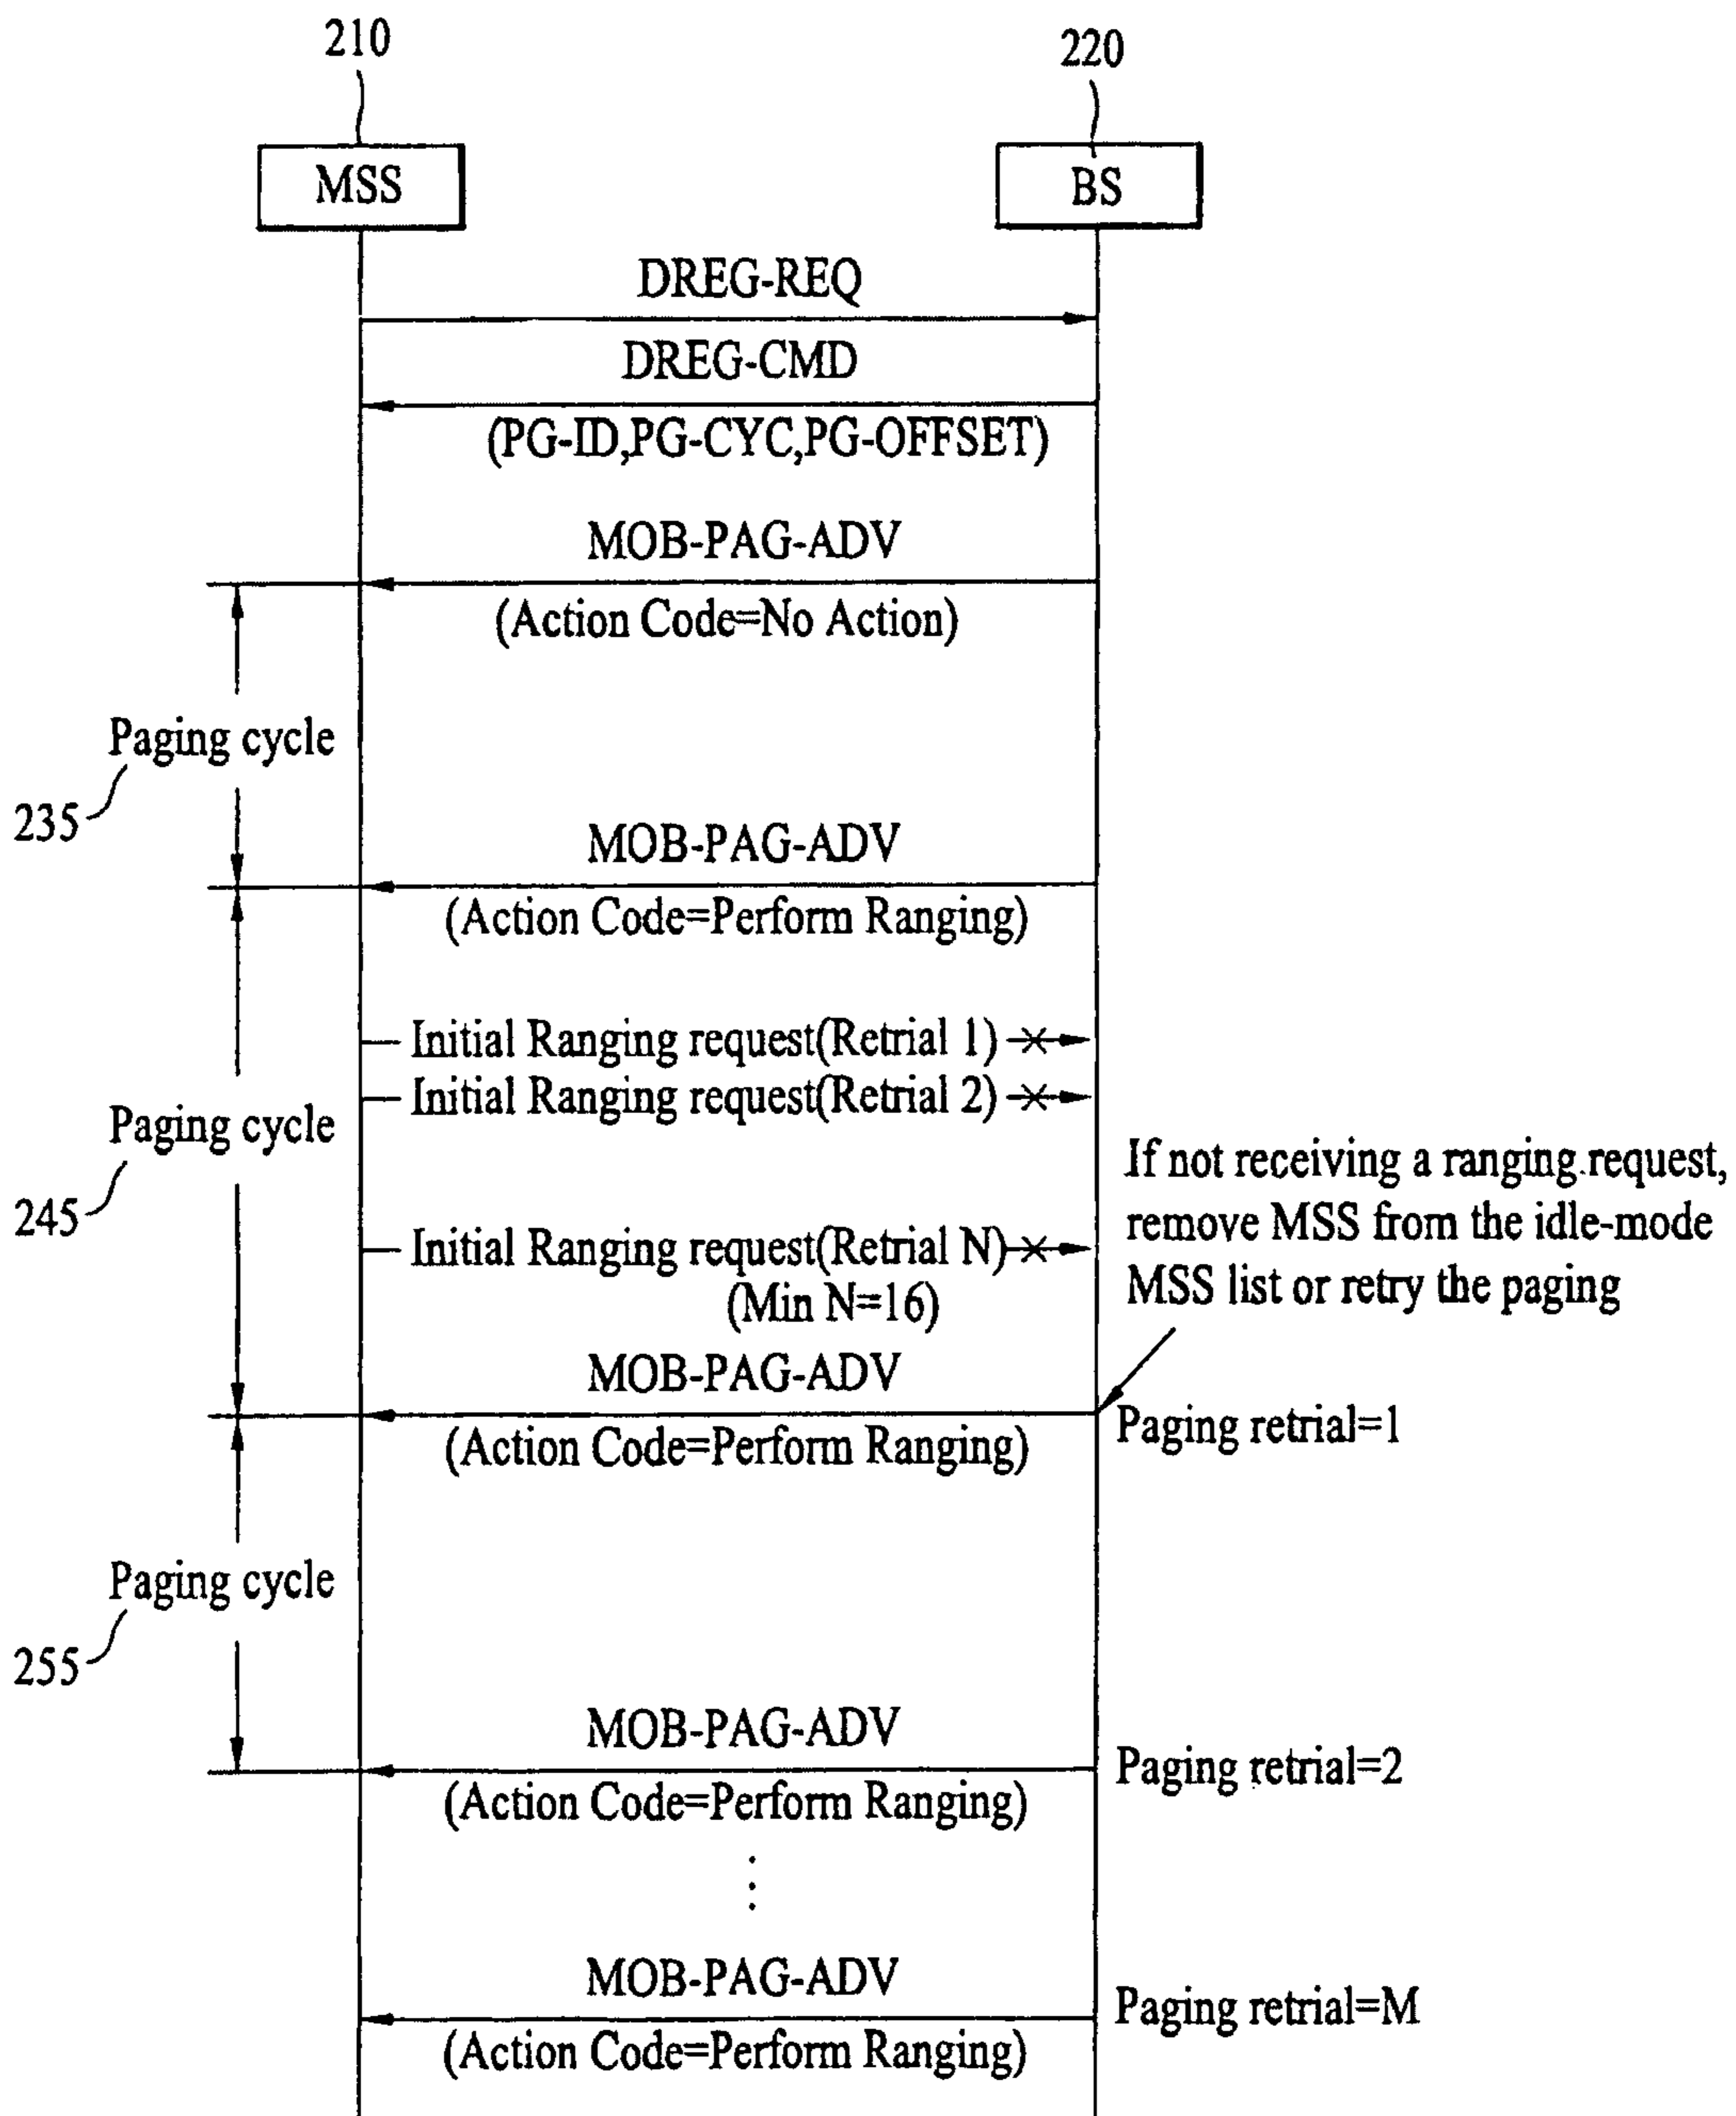 210
220
MSS
BS
DREG-REQ
DREG-CMD
(PG-ID,PG-CYC,PG-OFFSET)
MOB-PAG-ADV
(Action Code=No Action)
Paging cycle
235
MOB-PAG-ADV
(Action Code=Perform Ranging)
Initial Ranging request(Retrial 1)
Initial Ranging request(Retrial 2)
Paging cycle
245
If not receiving a ranging request,
remove MSS from the idle-mode
MSS list or retry the paging
Initial Ranging request(Retrial N)
(Min N=16)
MOB-PAG-ADV
(Action Code=Perform Ranging)
Paging retrial=1
Paging cycle
255
MOB-PAG-ADV
(Action Code=Perform Ranging)
Paging retrial=2
MOB-PAG-ADV
(Action Code=Perform Ranging)
Paging retrial=M